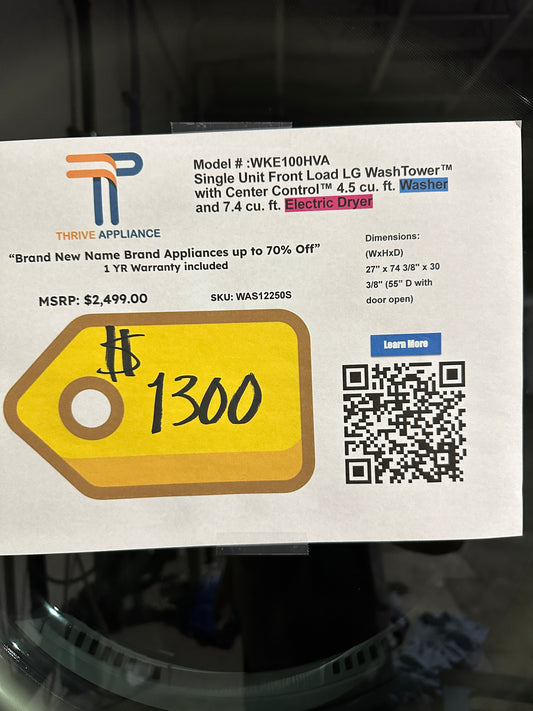 Model # :WKE100HVA
Single Unit Front Load LG WashTower™
with Center Control™ 4.5 cu. ft. Washer
and 7.4 cu. ft. Electric Dryer
THRIVE APPLIANCE
“Brand New Name Brand Appliances up to 70% Off”
1 YR Warranty included
MSRP: $2,499.00
SKU: WAS12250S
Dimensions:
(WxHxD)
27" x 74 3/8" x 30
3/8" (55" D with
door open)
Learn More
$1300